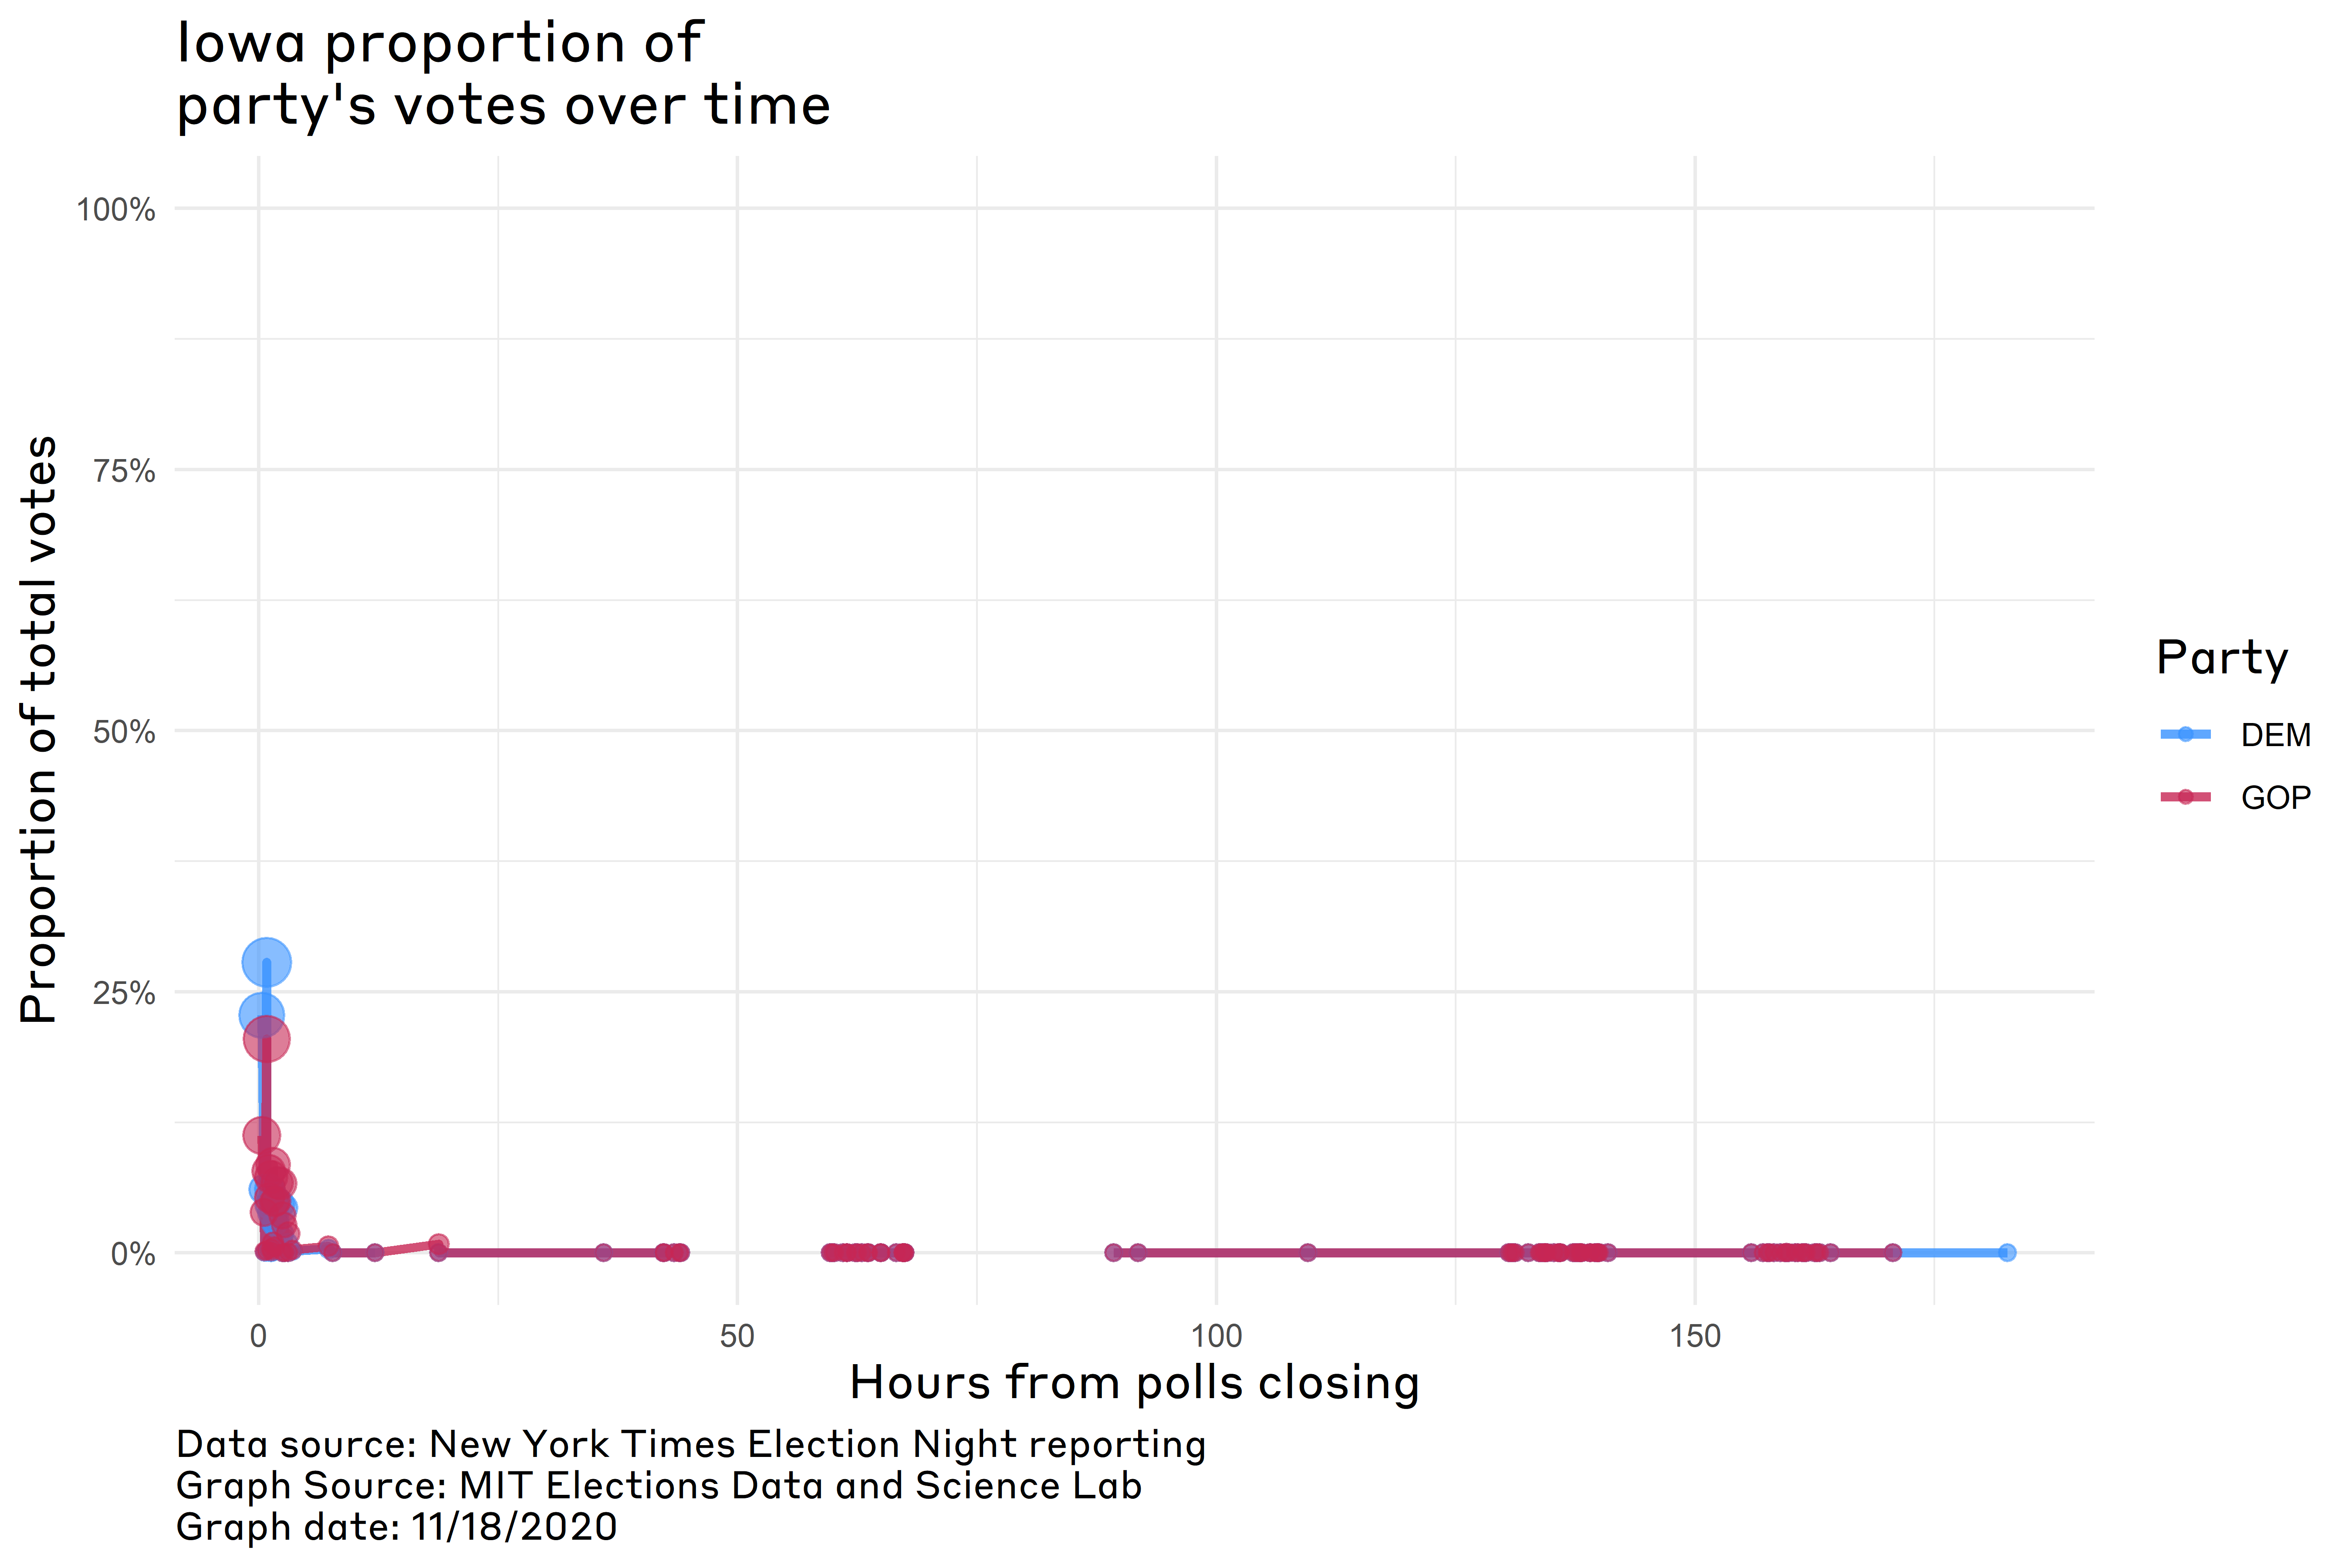 Iowa proportion of
party's votes over time
100%
75%
50%
25%
0%
Proportion of total votes
0 50 100 150
Hours from polls closing
Party
DEM
GOP
Data source: New York Times Election Night reporting
Graph Source: MIT Elections Data and Science Lab
Graph date: 11/18/2020